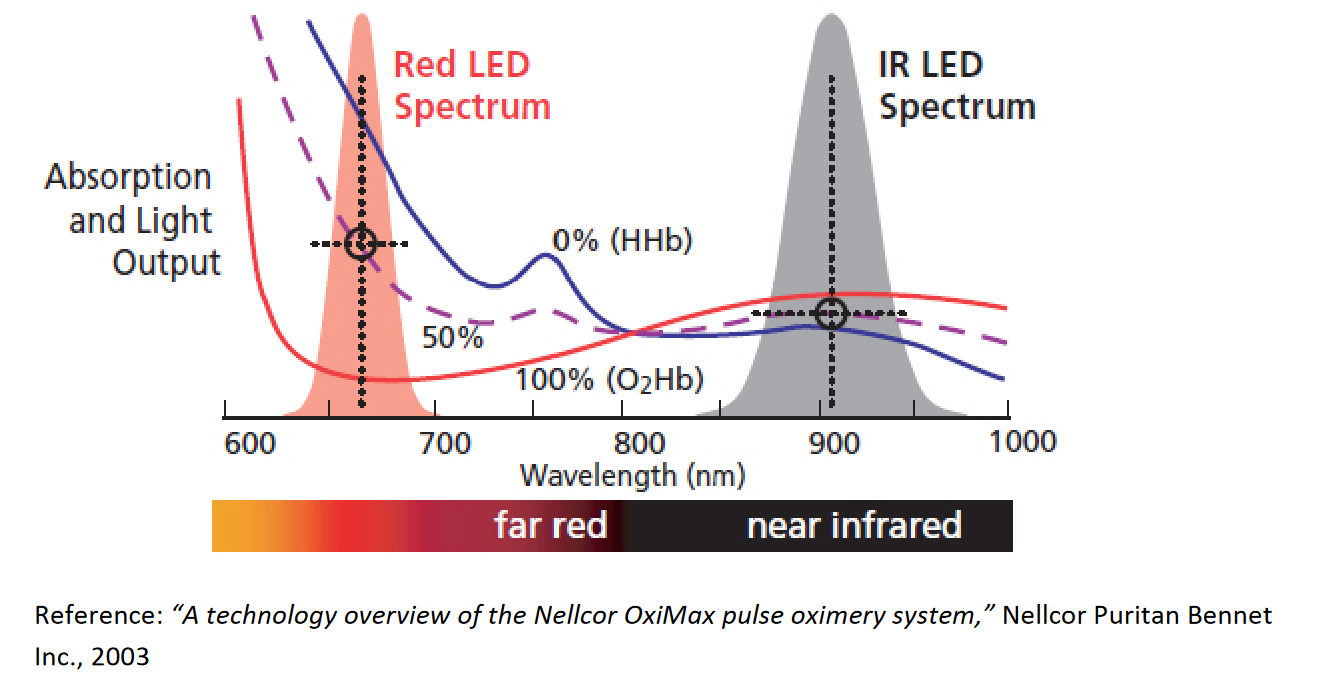 Red LED
Spectrum
IR LED
Spectrum
Absorption
and Light
Output
0% (HHb)
50%
100% (O₂Hb)
600 700 800 900 1000
Wavelength (nm)
far red near infrared
Reference: “A technology overview of the Nellcor OxiMax pulse oximery system,” Nellcor Puritan Bennet
Inc., 2003